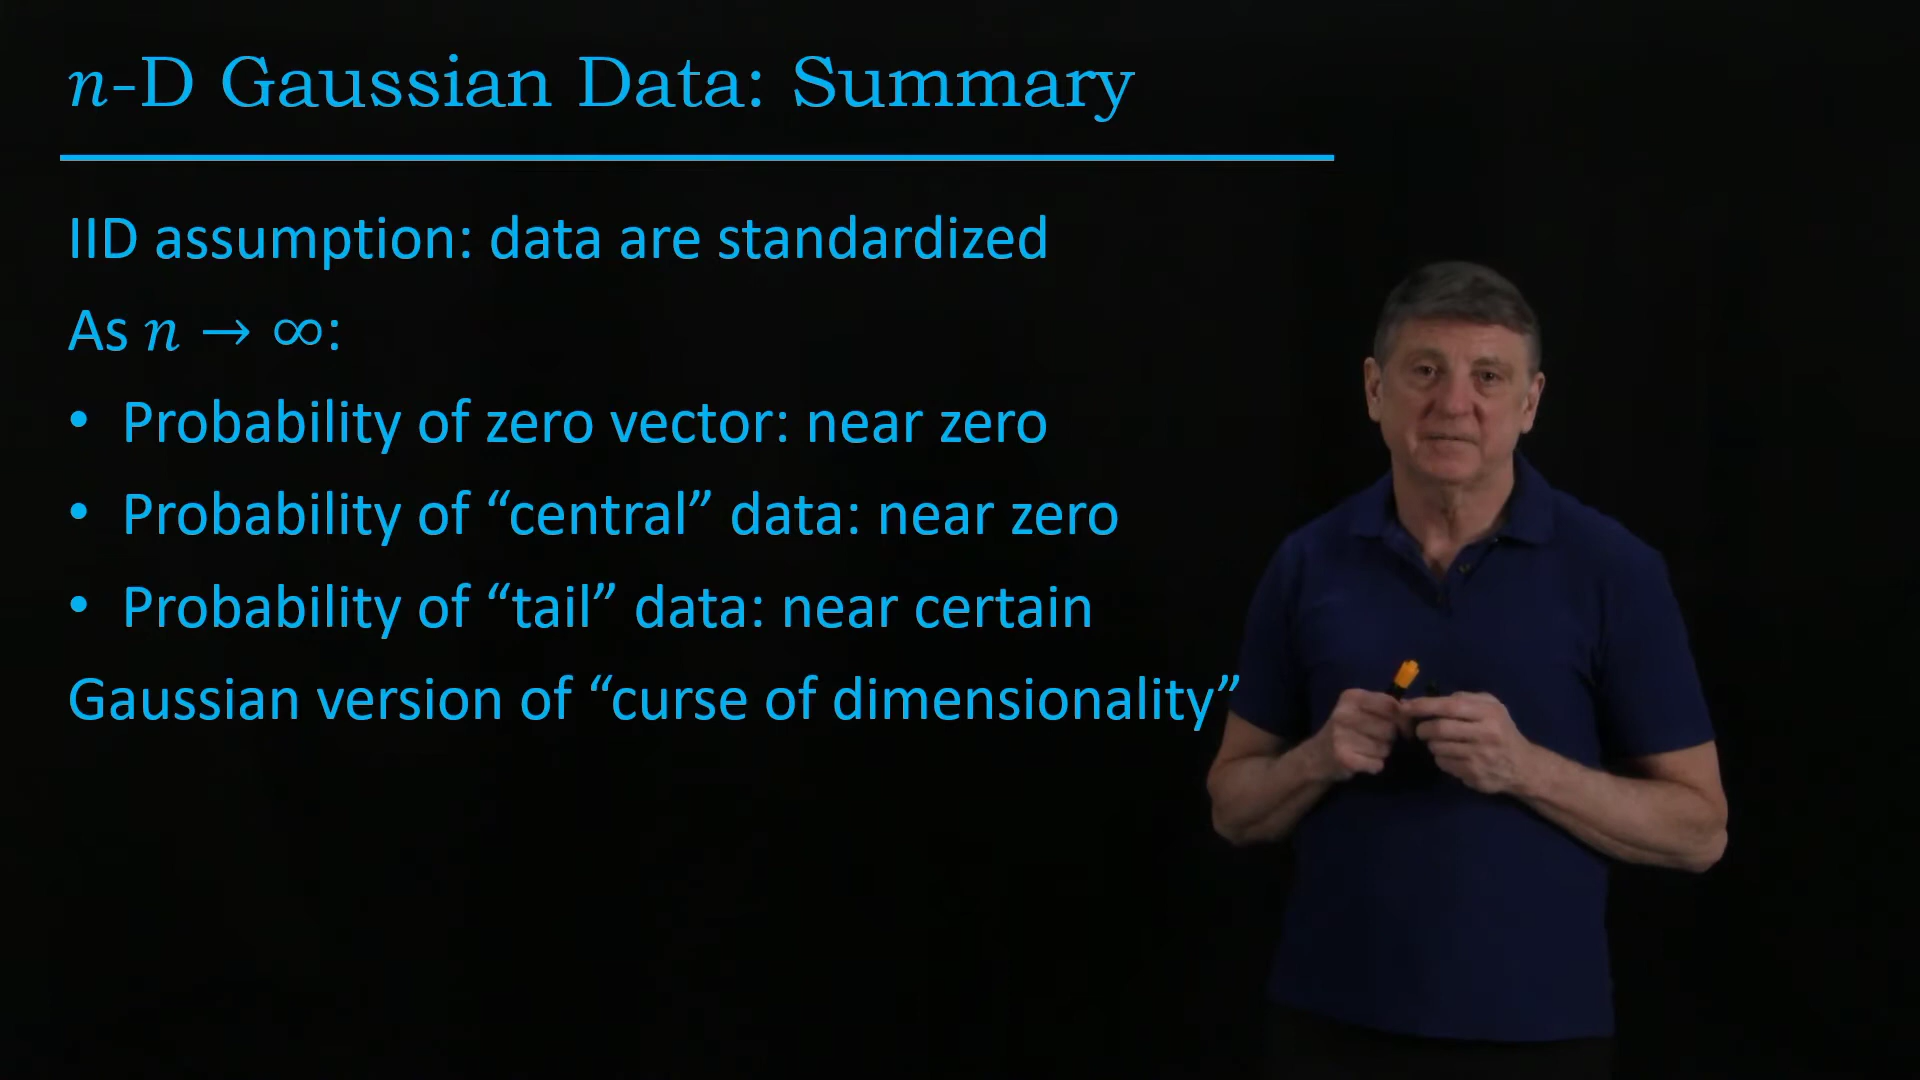 n-D Gaussian Data: Summary
IID assumption: data are standardized
As n → ∞:
• Probability of zero vector: near zero
• Probability of “central” data: near zero
• Probability of “tail” data: near certain
Gaussian version of “curse of dimensionality”